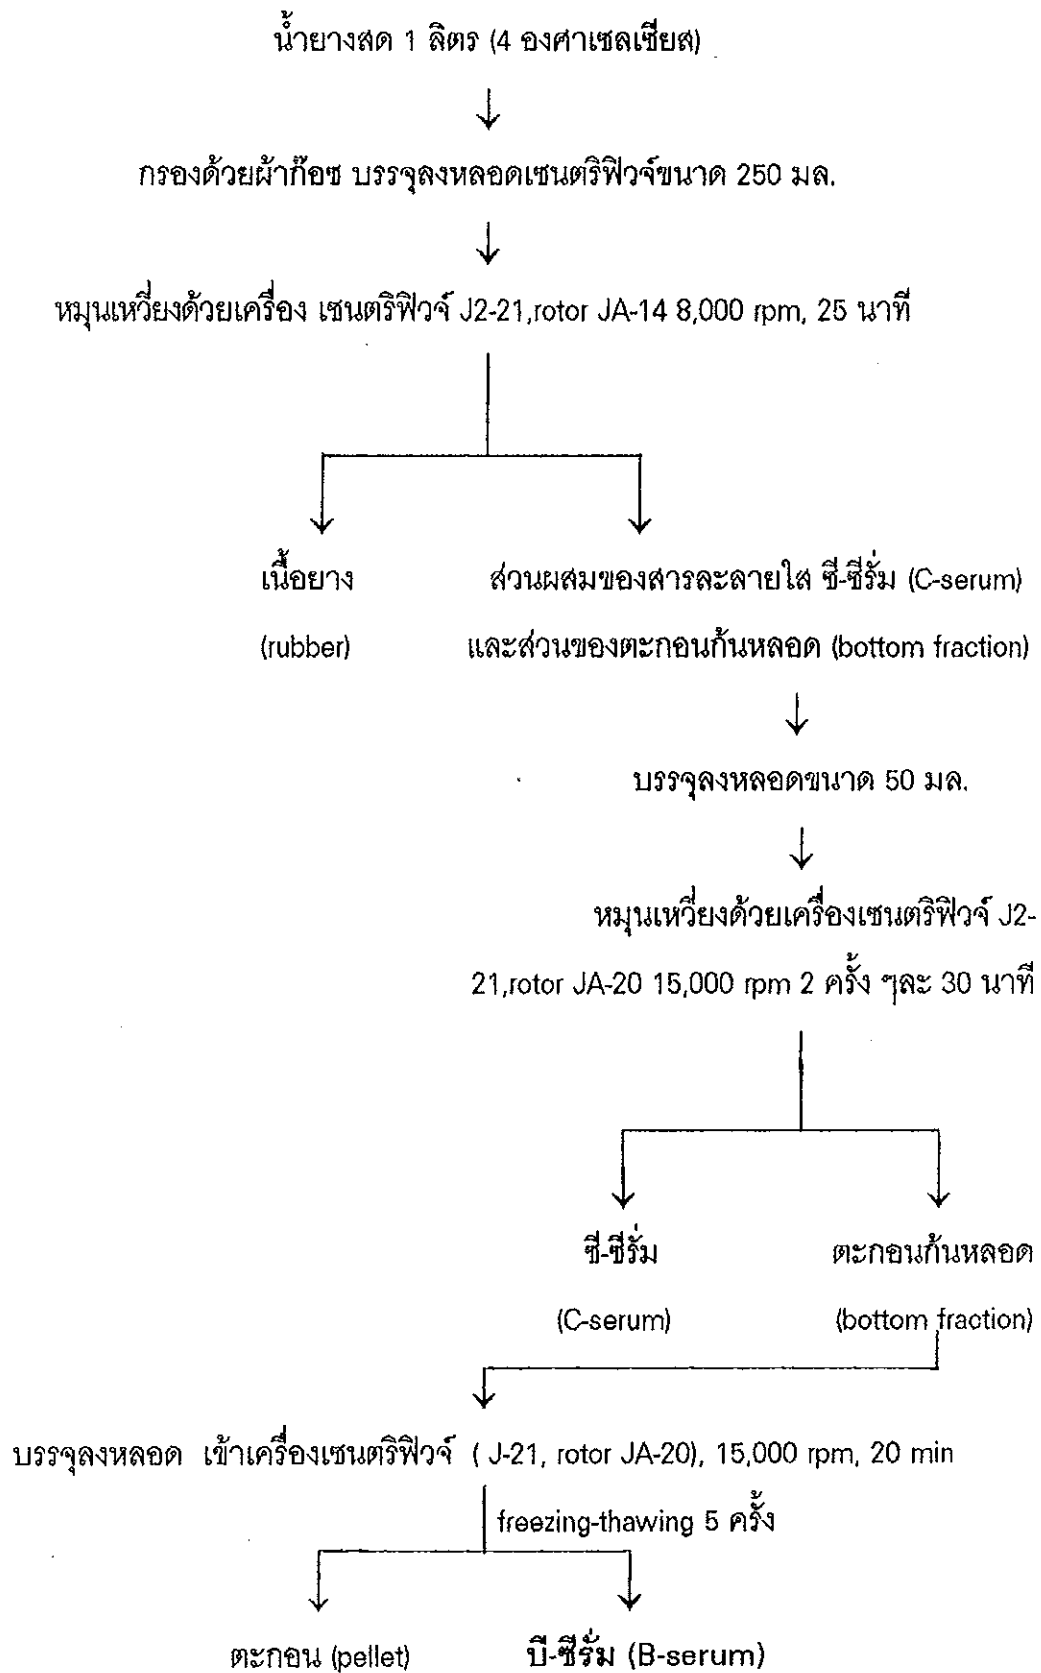 น้ำยางสด 1 ลิตร (4 องศาเซลเซียส)
กรองด้วยผ้าก๊อซ บรรจุลงหลอดเซนตริฟิวจ์ขนาด 250 มล.
หมุนเหวี่ยงด้วยเครื่อง เซนตริฟิวจ์ J2-21,rotor JA-14 8,000 rpm, 25 นาที
เนื้อยาง
(rubber)
ส่วนผสมของสารละลายใส ซี-ซีรั่ม (C-serum)
และส่วนของตะกอนก้นหลอด (bottom fraction)
บรรจุลงหลอดขนาด 50 มล.
หมุนเหวี่ยงด้วยเครื่องเซนตริฟิวจ์ J2-
21,rotor JA-20 15,000 rpm 2 ครั้ง ๆละ 30 นาที
ซี-ซีรั่ม
(C-serum)
ตะกอนก้นหลอด
(bottom fraction)
บรรจุลงหลอด เข้าเครื่องเซนตริฟิวจ์ ( J-21, rotor JA-20), 15,000 rpm, 20 min
freezing-thawing 5 ครั้ง
ตะกอน (pellet)
บี-ซีรั่ม (B-serum)